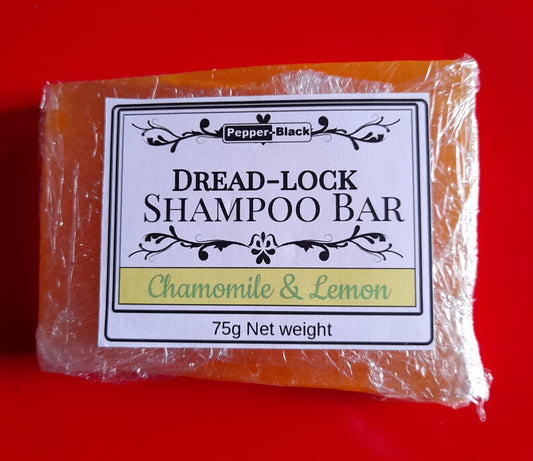 Pepper-Black
DREAD-LOCK
SHAMPOO BAR
Chamomile & Lemon
75g Net weight